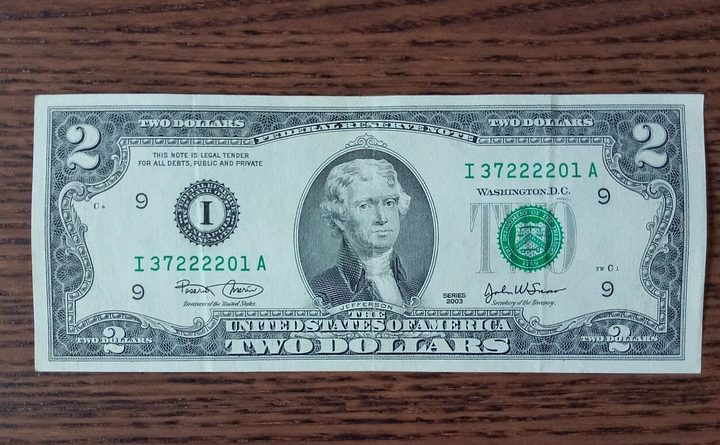 2 TWO DOLLARS TWO DOLLARS 2
FEDERAL RESERVE NOTE
THIS NOTE IS LEGAL TENDER
FOR ALL DEBTS, PUBLIC AND PRIVATE
I 37222201 A
WASHINGTON, D.C.
9 9
I
TWO
I 37222201 A
9 9
Treasurer of the United States.
SERIES
2003
Secretary of the Treasury.
JEFFERSON
THE
UNITED STATES OF AMERICA
TWO DOLLARS
TWO DOLLARS
2
TWO DOLLARS
2